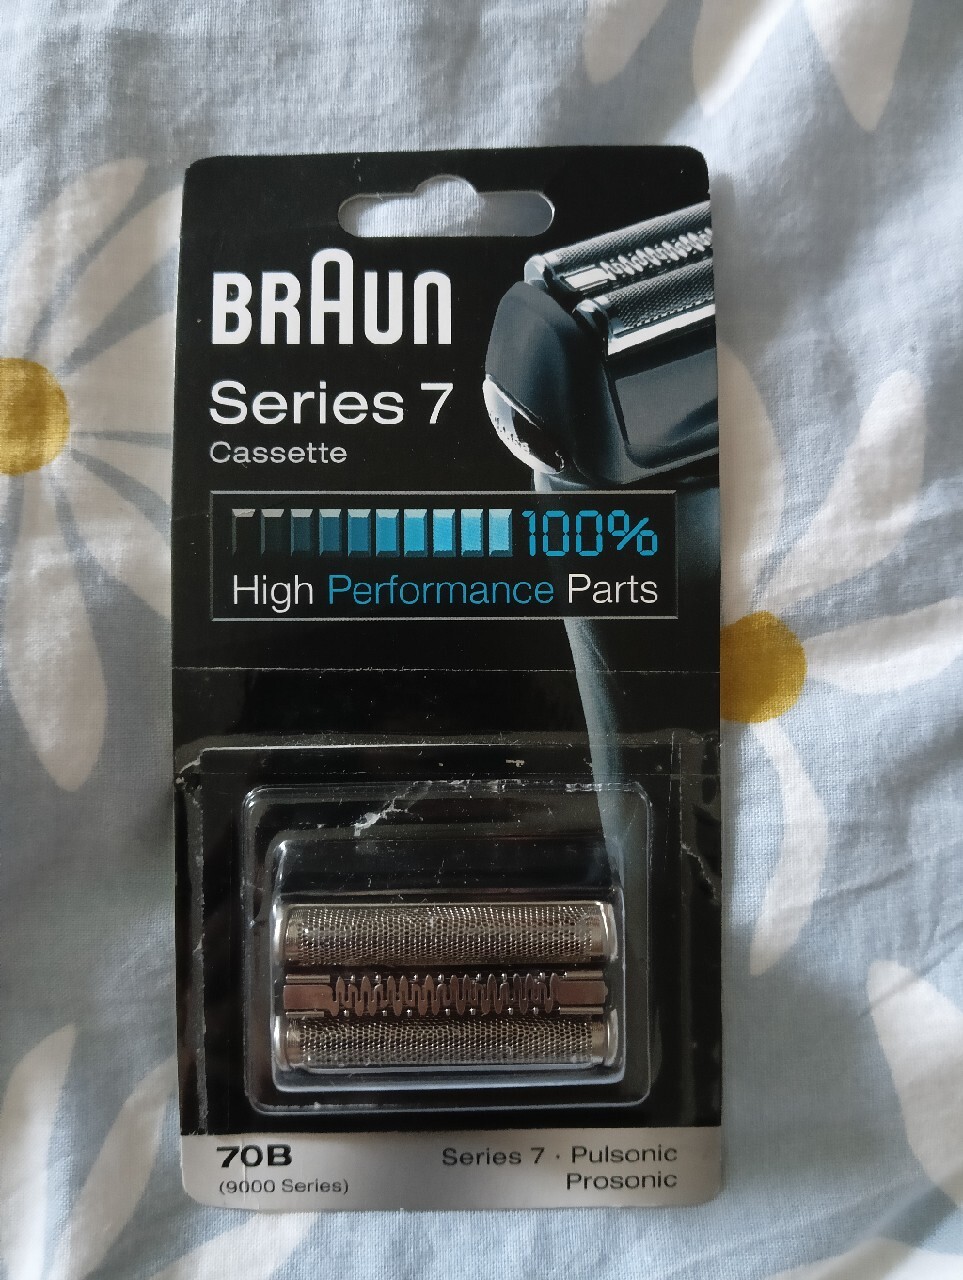 BRAUN
Series 7
Cassette
100%
High Performance Parts
70B
(9000 Series)
Series 7 · Pulsonic
Prosonic